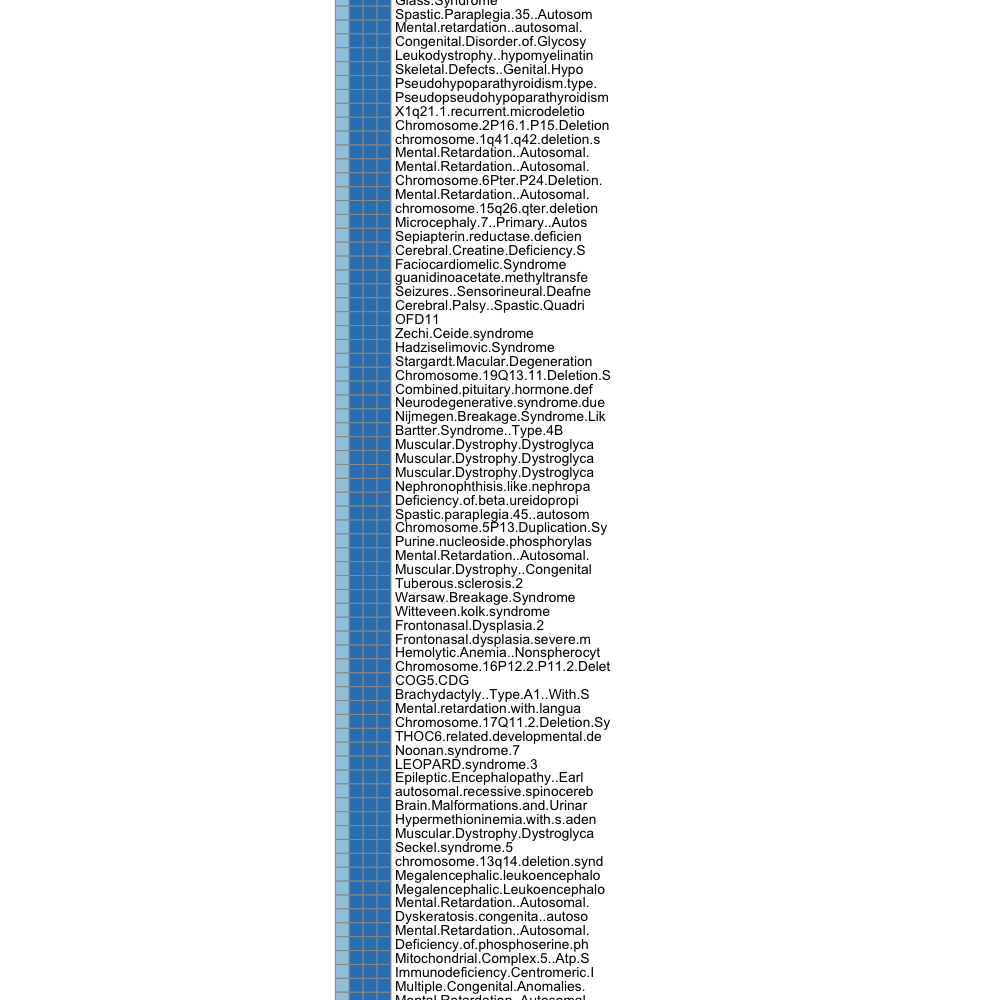 Glass.Syndrome
Spastic.Paraplegia.35..Autosom
Mental.retardation..autosomal.
Congenital.Disorder.of.Glycosy
Leukodystrophy..hypomyelinatin
Skeletal.Defects..Genital.Hypo
Pseudohypoparathyroidism.type.
Pseudopseudohypoparathyroidism
X1q21.1.recurrent.microdeletio
Chromosome.2P16.1.P15.Deletion
chromosome.1q41.q42.deletion.s
Mental.Retardation..Autosomal.
Mental.Retardation..Autosomal.
Chromosome.6Pter.P24.Deletion.
Mental.Retardation..Autosomal.
chromosome.15q26.qter.deletion
Microcephaly.7..Primary..Autos
Sepiapterin.reductase.deficien
Cerebral.Creatine.Deficiency.S
Faciocardiomelic.Syndrome
guanidinoacetate.methyltransfe
Seizures..Sensorineural.Deafne
Cerebral.Palsy..Spastic.Quadri
OFD11
Zechi.Ceide.syndrome
Hadziselimovic.Syndrome
Stargardt.Macular.Degeneration
Chromosome.19Q13.11.Deletion.S
Combined.pituitary.hormone.def
Neurodegenerative.syndrome.due
Nijmegen.Breakage.Syndrome.Lik
Bartter.Syndrome..Type.4B
Muscular.Dystrophy.Dystroglyca
Muscular.Dystrophy.Dystroglyca
Muscular.Dystrophy.Dystroglyca
Nephronophthisis.like.nephropa
Deficiency.of.beta.ureidopropi
Spastic.paraplegia.45..autosom
Chromosome.5P13.Duplication.Sy
Purine.nucleoside.phosphorylas
Mental.Retardation..Autosomal.
Muscular.Dystrophy..Congenital
Tuberous.sclerosis.2
Warsaw.Breakage.Syndrome
Witteveen.kolk.syndrome
Frontonasal.Dysplasia.2
Frontonasal.dysplasia.severe.m
Hemolytic.Anemia..Nonspherocyt
Chromosome.16P12.2.P11.2.Delet
COG5.CDG
Brachydactyly..Type.A1..With.S
Mental.retardation.with.langua
Chromosome.17Q11.2.Deletion.Sy
THOC6.related.developmental.de
Noonan.syndrome.7
LEOPARD.syndrome.3
Epileptic.Encephalopathy..Earl
autosomal.recessive.spinocereb
Brain.Malformations.and.Urinar
Hypermethioninemia.with.s.aden
Muscular.Dystrophy.Dystroglyca
Seckel.syndrome.5
chromosome.13q14.deletion.synd
Megalencephalic.leukoencephalo
Megalencephalic.Leukoencephalo
Mental.Retardation..Autosomal.
Dyskeratosis.congenita..autoso
Mental.Retardation..Autosomal.
Deficiency.of.phosphoserine.ph
Mitochondrial.Complex.5..Atp.S
Immunodeficiency.Centromeric.I
Multiple.Congenital.Anomalies.
Mental.Retardation..Autosomal.